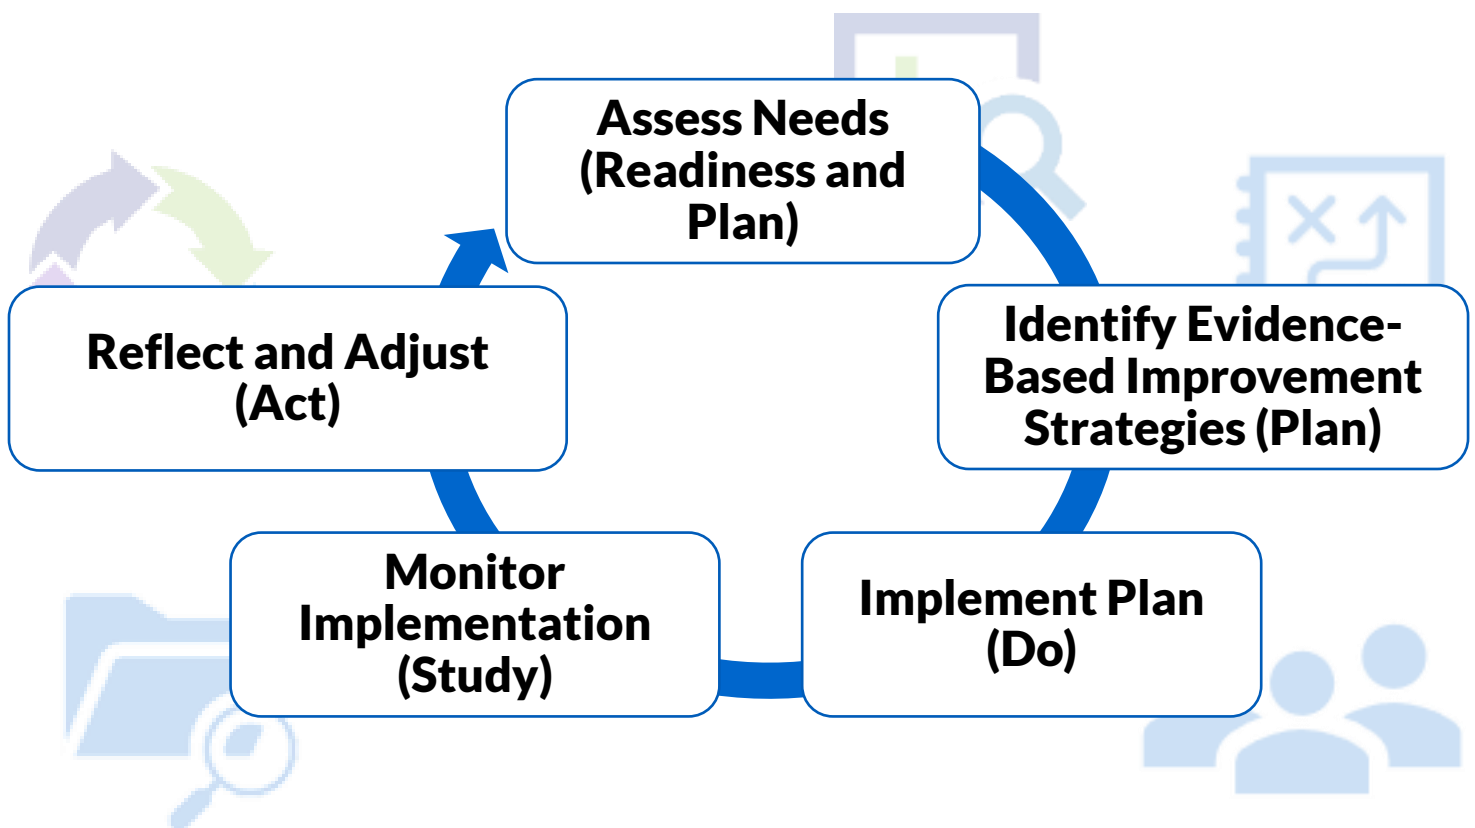 Assess Needs
(Readiness and
Plan)
Identify Evidence-
Based Improvement
Strategies (Plan)
Implement Plan
(Do)
Monitor
Implementation
(Study)
Reflect and Adjust
(Act)